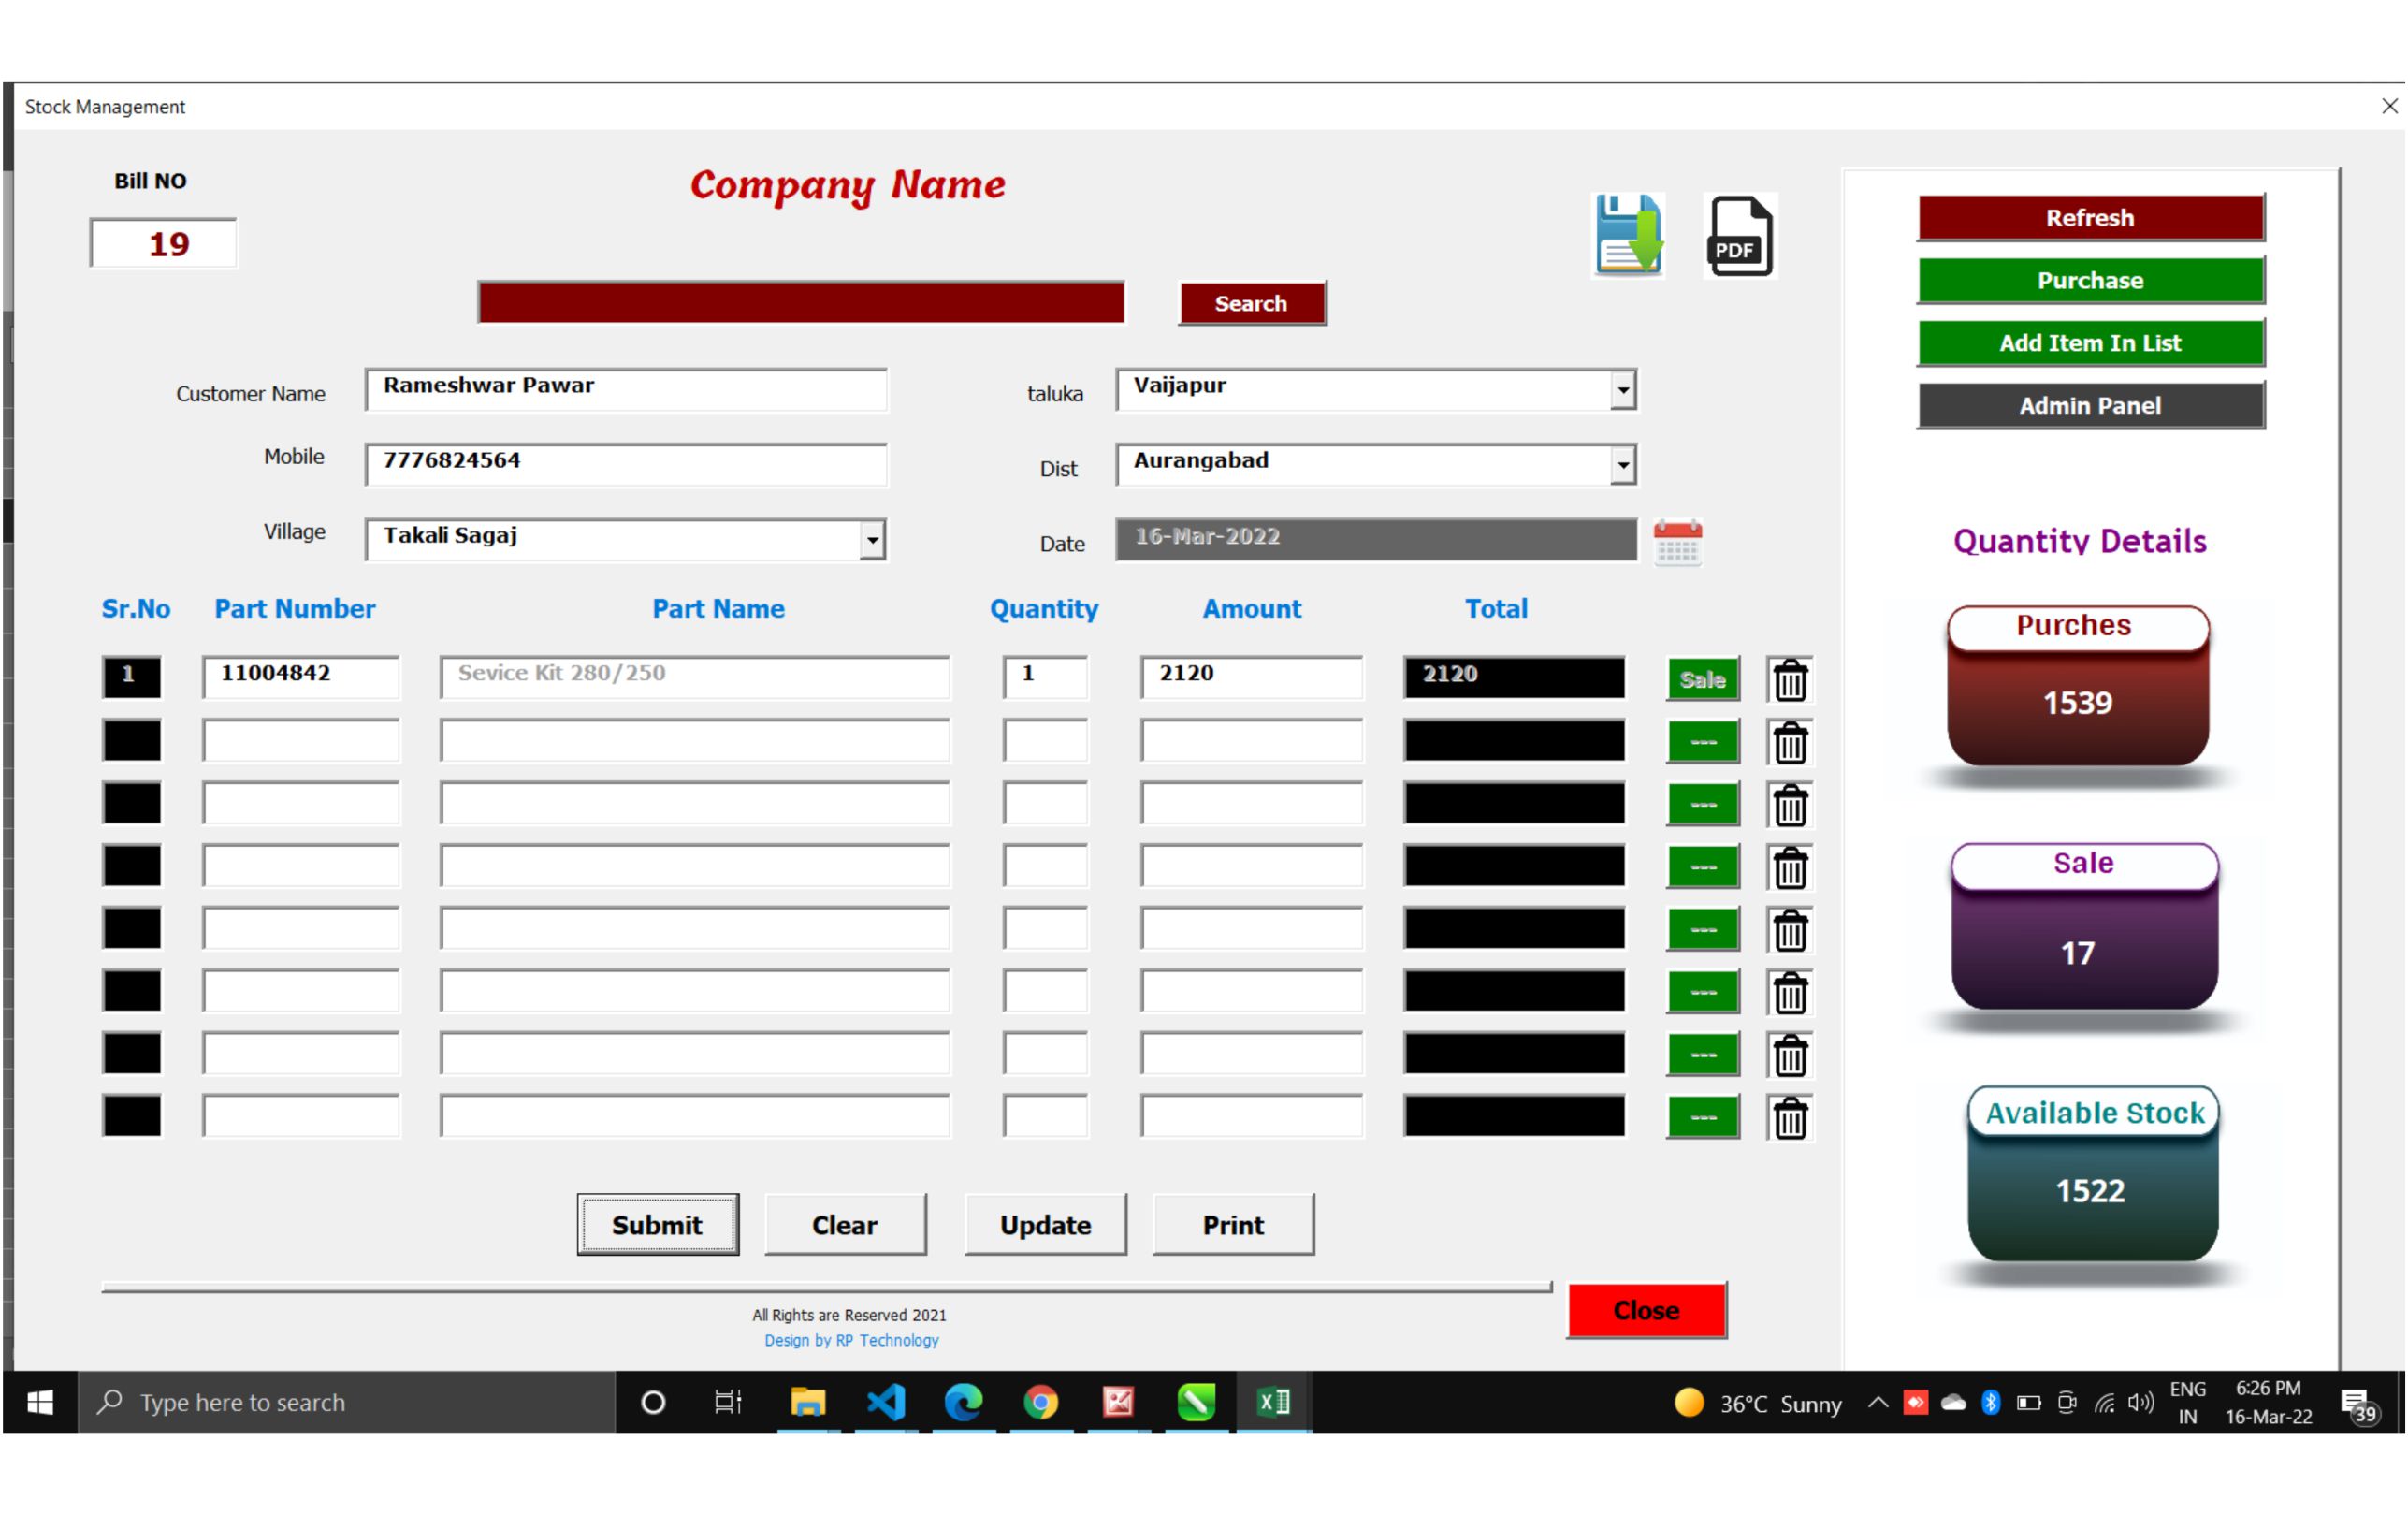 Stock Management
Bill NO
Company Name
19
PDF
Search
Refresh
Purchase
Add Item In List
Admin Panel
Customer Name Rameshwar Pawar taluka Vaijapur
Mobile 7776824564 Dist Aurangabad
Village Takali Sagaj Date 16-Mar-2022
Quantity Details
Sr.No Part Number Part Name Quantity Amount Total
1 11004842 Sevice Kit 280/250 1 2120 2120 Sale
---
---
---
---
---
---
---
Purches
1539
Sale
17
Available Stock
1522
Submit Clear Update Print
Close
All Rights are Reserved 2021
Design by RP Technology
Type here to search
36°C Sunny
ENG
IN
6:26 PM
16-Mar-22
39